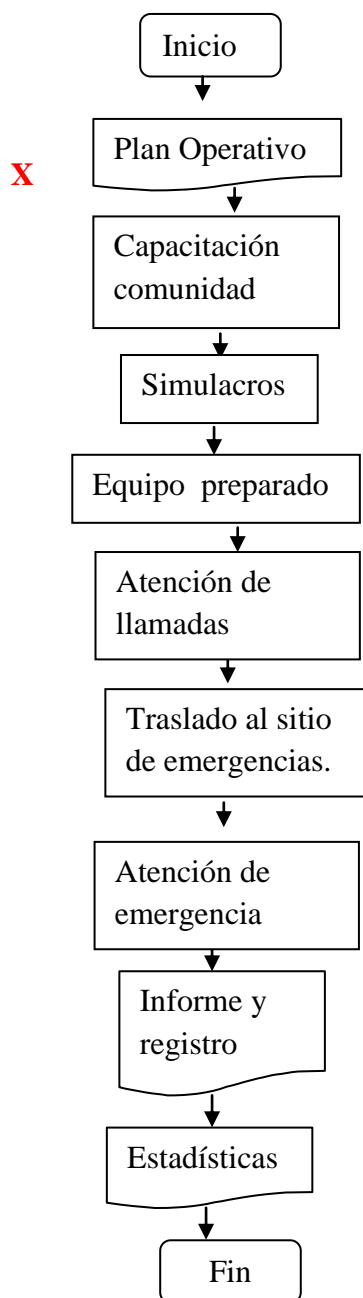 Inicio
Plan Operativo
X
Capacitación
comunidad
Simulacros
Equipo preparado
Atención de
llamadas
Traslado al sitio
de emergencias.
Atención de
emergencia
Informe y
registro
Estadísticas
Fin